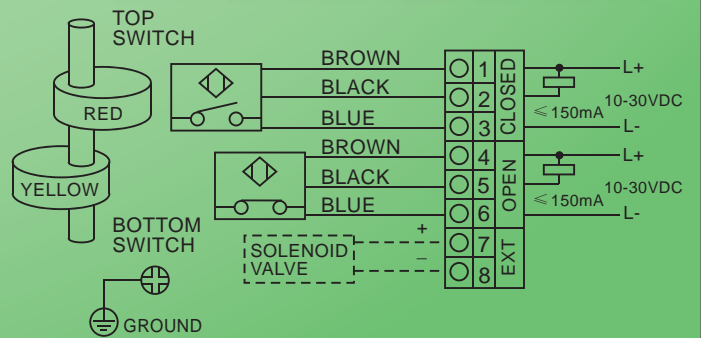 TOP
SWITCH
RED
YELLOW
BOTTOM
SWITCH
GROUND
BROWN
BLACK
BLUE
BROWN
BLACK
BLUE
SOLENOID
VALVE
+
–
1
2
3
4
5
6
7
8
CLOSED
OPEN
EXT
L+
10-30VDC
≤150mA
L-
L+
10-30VDC
≤150mA
L-